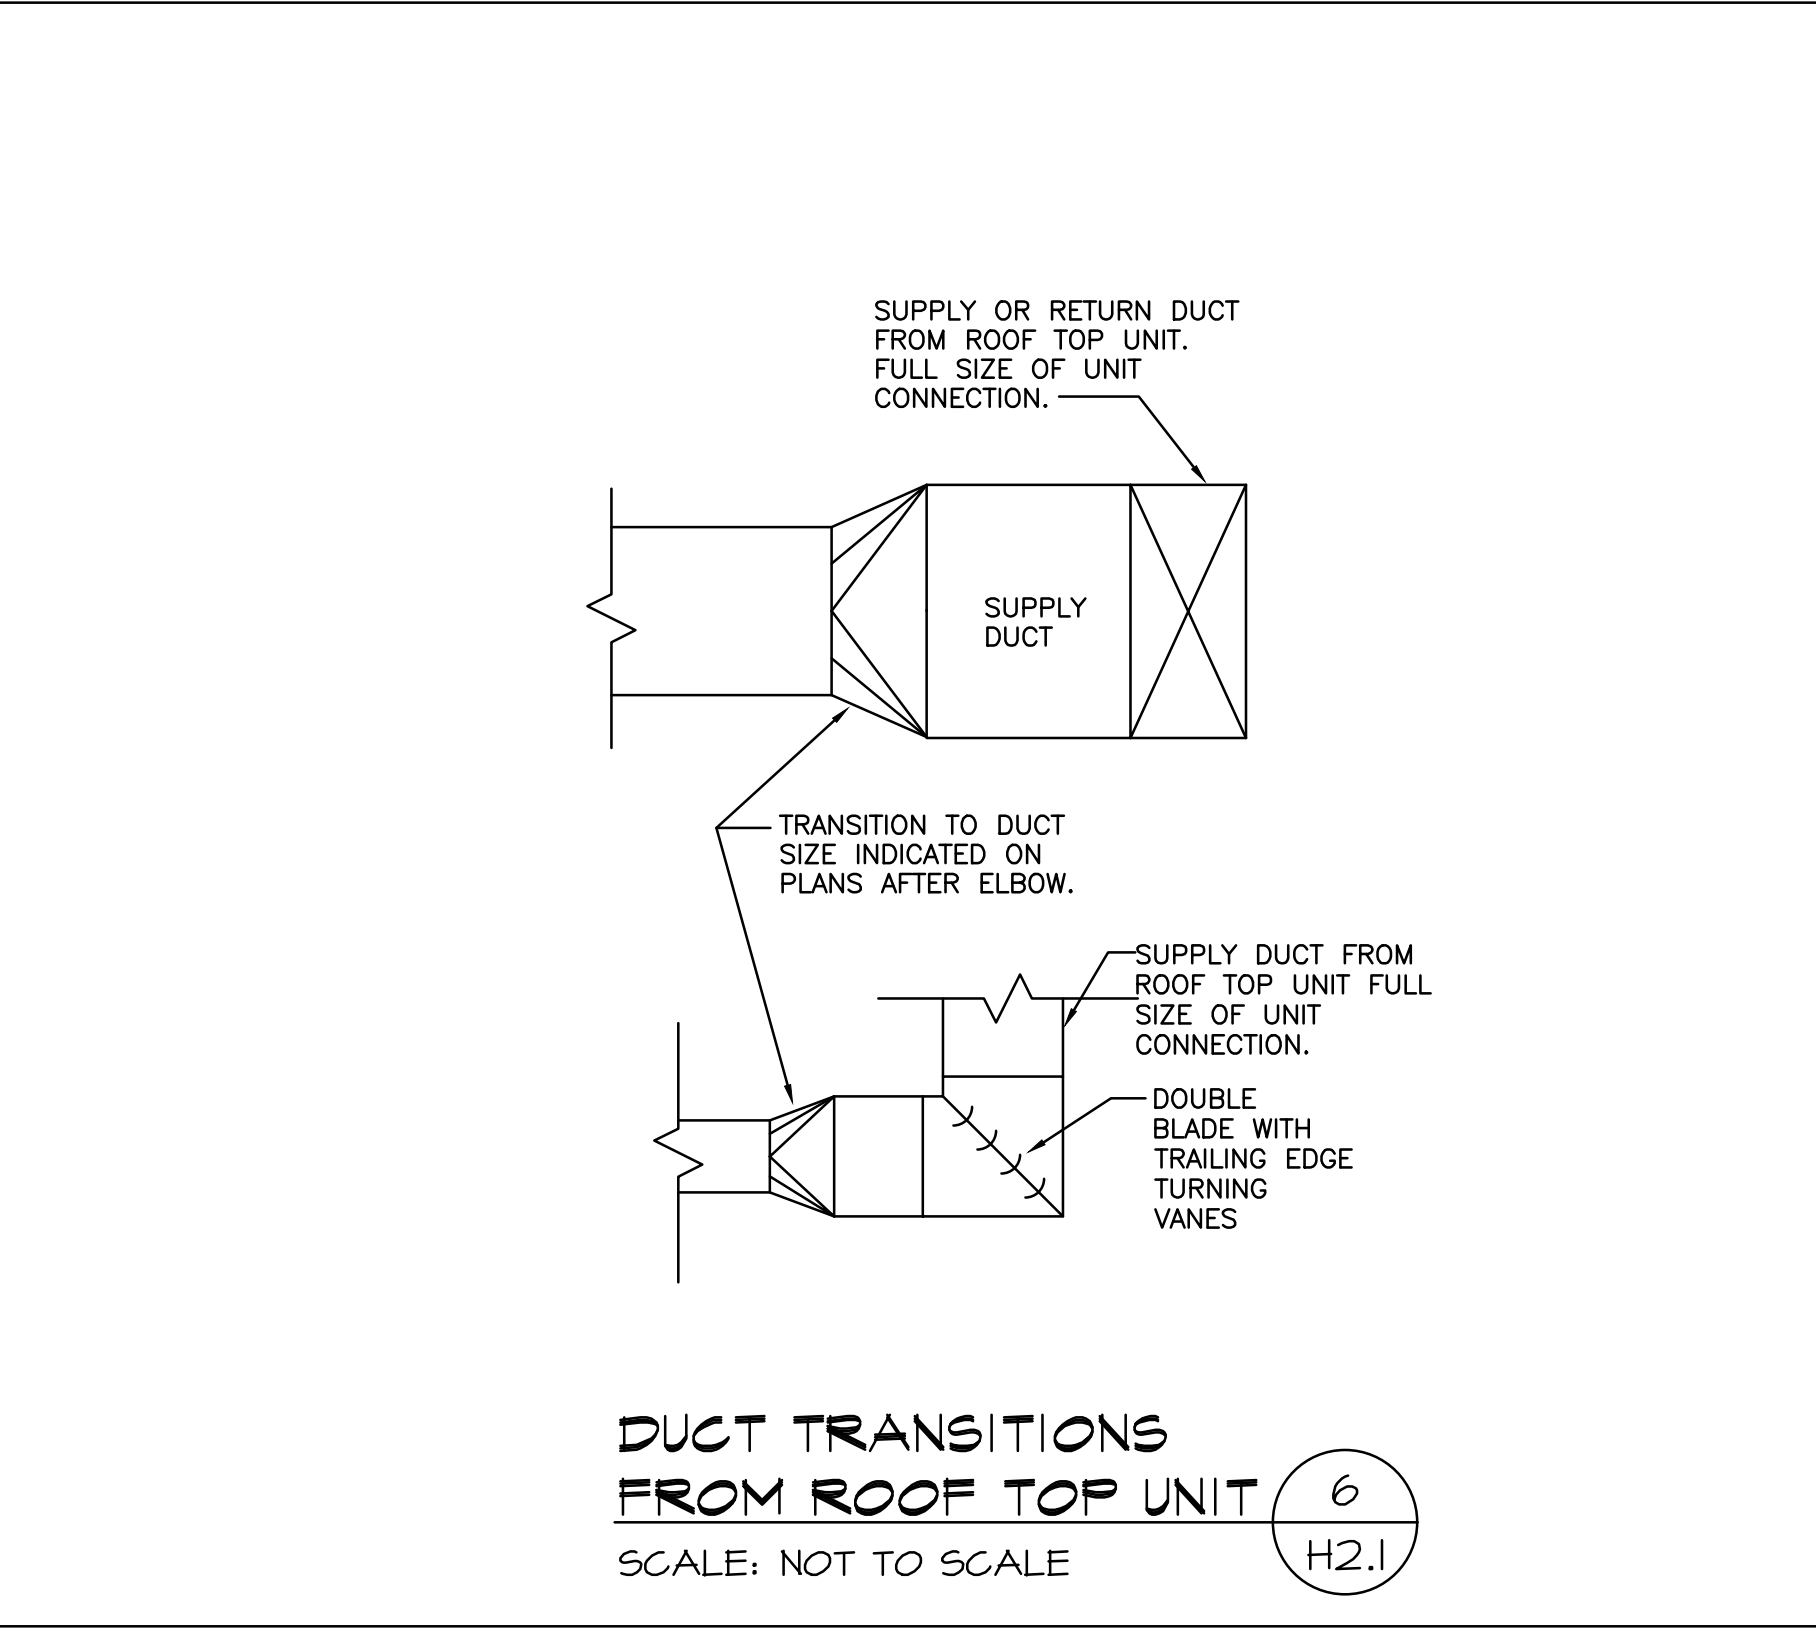 SUPPLY OR RETURN DUCT
FROM ROOF TOP UNIT.
FULL SIZE OF UNIT
CONNECTION.
SUPPLY
DUCT
TRANSITION TO DUCT
SIZE INDICATED ON
PLANS AFTER ELBOW.
SUPPLY DUCT FROM
ROOF TOP UNIT FULL
SIZE OF UNIT
CONNECTION.
DOUBLE
BLADE WITH
TRAILING EDGE
TURNING
VANES
DUCT TRANSITIONS
FROM ROOF TOP UNIT
SCALE: NOT TO SCALE
6
H2.1